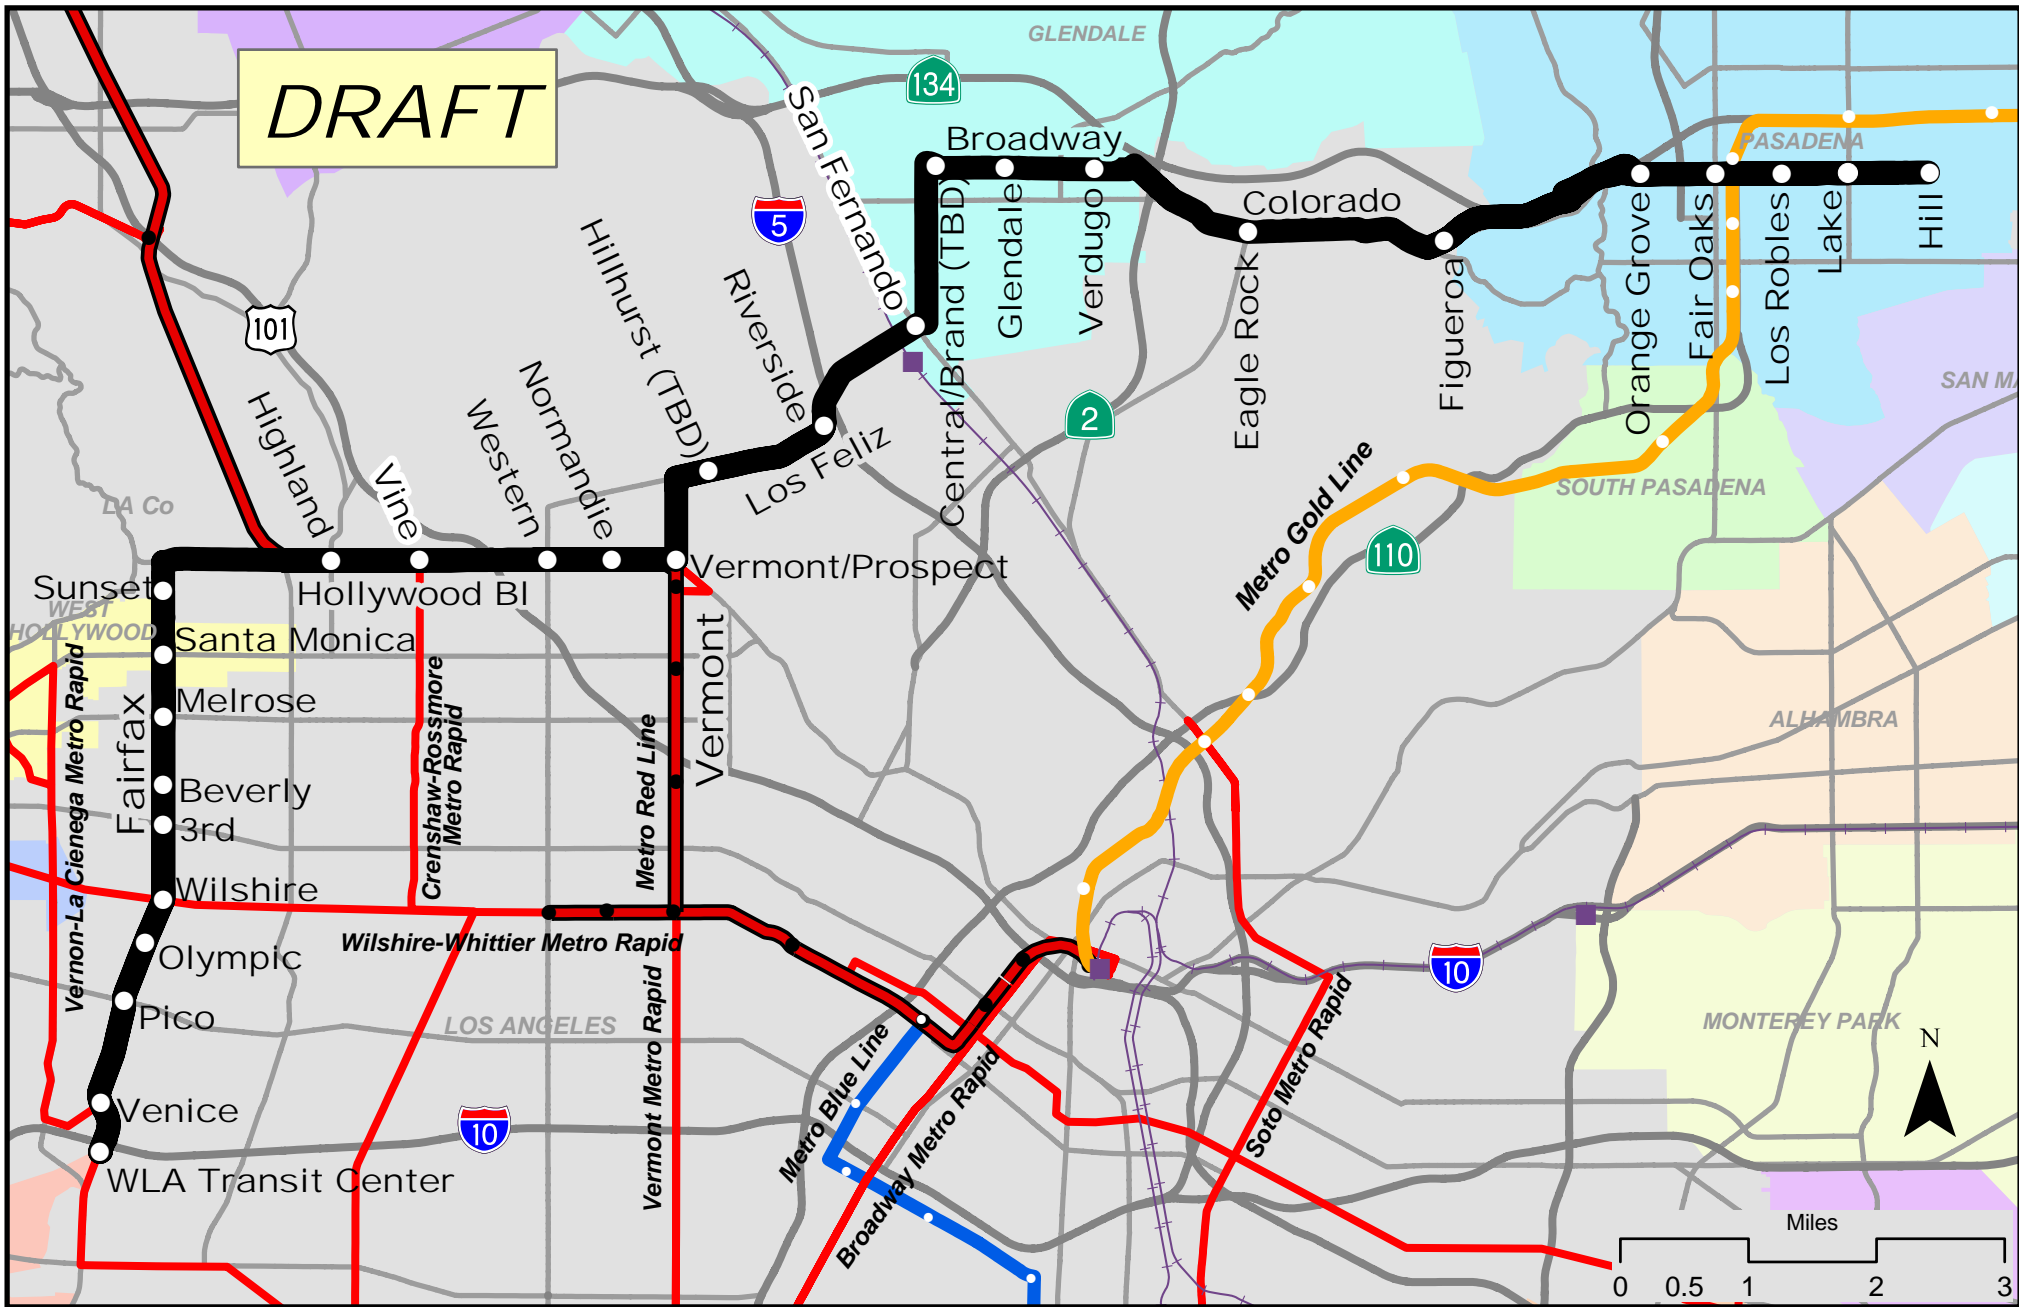 DRAFT
GLENDALE
134
San Fernando
Broadway
PASADENA
5
Colorado
Hillhurst (TBD)
Riverside
Central/Brand (TBD)
Glendale
Verdugo
Eagle Rock
Figueroa
Orange Grove
Fair Oaks
Los Robles
Lake
Hill
101
SAN MA
2
Highland
Vine
Western
Normandie
Los Feliz
Metro Gold Line
SOUTH PASADENA
LA Co
110
Sunset
Hollywood Bl
Vermont/Prospect
WEST
HOLLYWOOD
Santa Monica
Melrose
Fairfax
Vernon-La Cienega Metro Rapid
Crenshaw-Rossmore
Metro Rapid
Metro Red Line
Vermont
ALHAMBRA
Beverly
3rd
Wilshire
Wilshire-Whittier Metro Rapid
Olympic
10
Pico
LOS ANGELES
MONTEREY PARK
N
Vermont Metro Rapid
Metro Blue Line
Broadway Metro Rapid
Soto Metro Rapid
Venice
10
WLA Transit Center
Miles
0 0.5 1 2 3